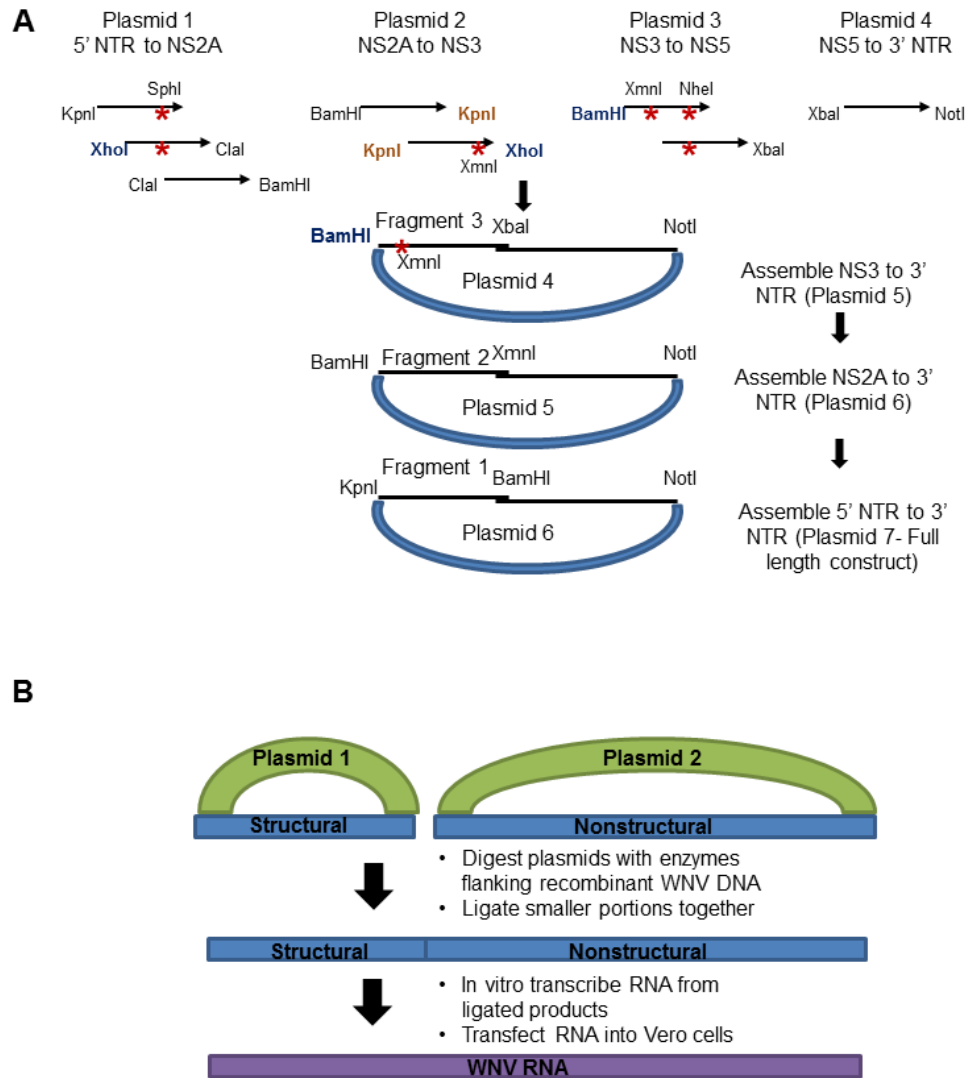 A
Plasmid 1
5’ NTR to NS2A
Plasmid 2
NS2A to NS3
Plasmid 3
NS3 to NS5
Plasmid 4
NS5 to 3’ NTR
SphI
KpnI
*
XhoI
*
ClaI
ClaI
BamHI
BamHI
KpnI
KpnI
*
XmnI
XhoI
XmnI
NheI
BamHI
*
*
*
XbaI
XbaI
NotI
BamHI
Fragment 3
XbaI
NotI
*
XmnI
Plasmid 4
Assemble NS3 to 3’
NTR (Plasmid 5)
BamHI
Fragment 2
XmnI
NotI
Plasmid 5
Assemble NS2A to 3’
NTR (Plasmid 6)
KpnI
Fragment 1
BamHI
NotI
Plasmid 6
Assemble 5’ NTR to 3’
NTR (Plasmid 7- Full
length construct)
B
Plasmid 1
Plasmid 2
Structural
Nonstructural
• Digest plasmids with enzymes
flanking recombinant WNV DNA
• Ligate smaller portions together
Structural
Nonstructural
• In vitro transcribe RNA from
ligated products
• Transfect RNA into Vero cells
WNV RNA